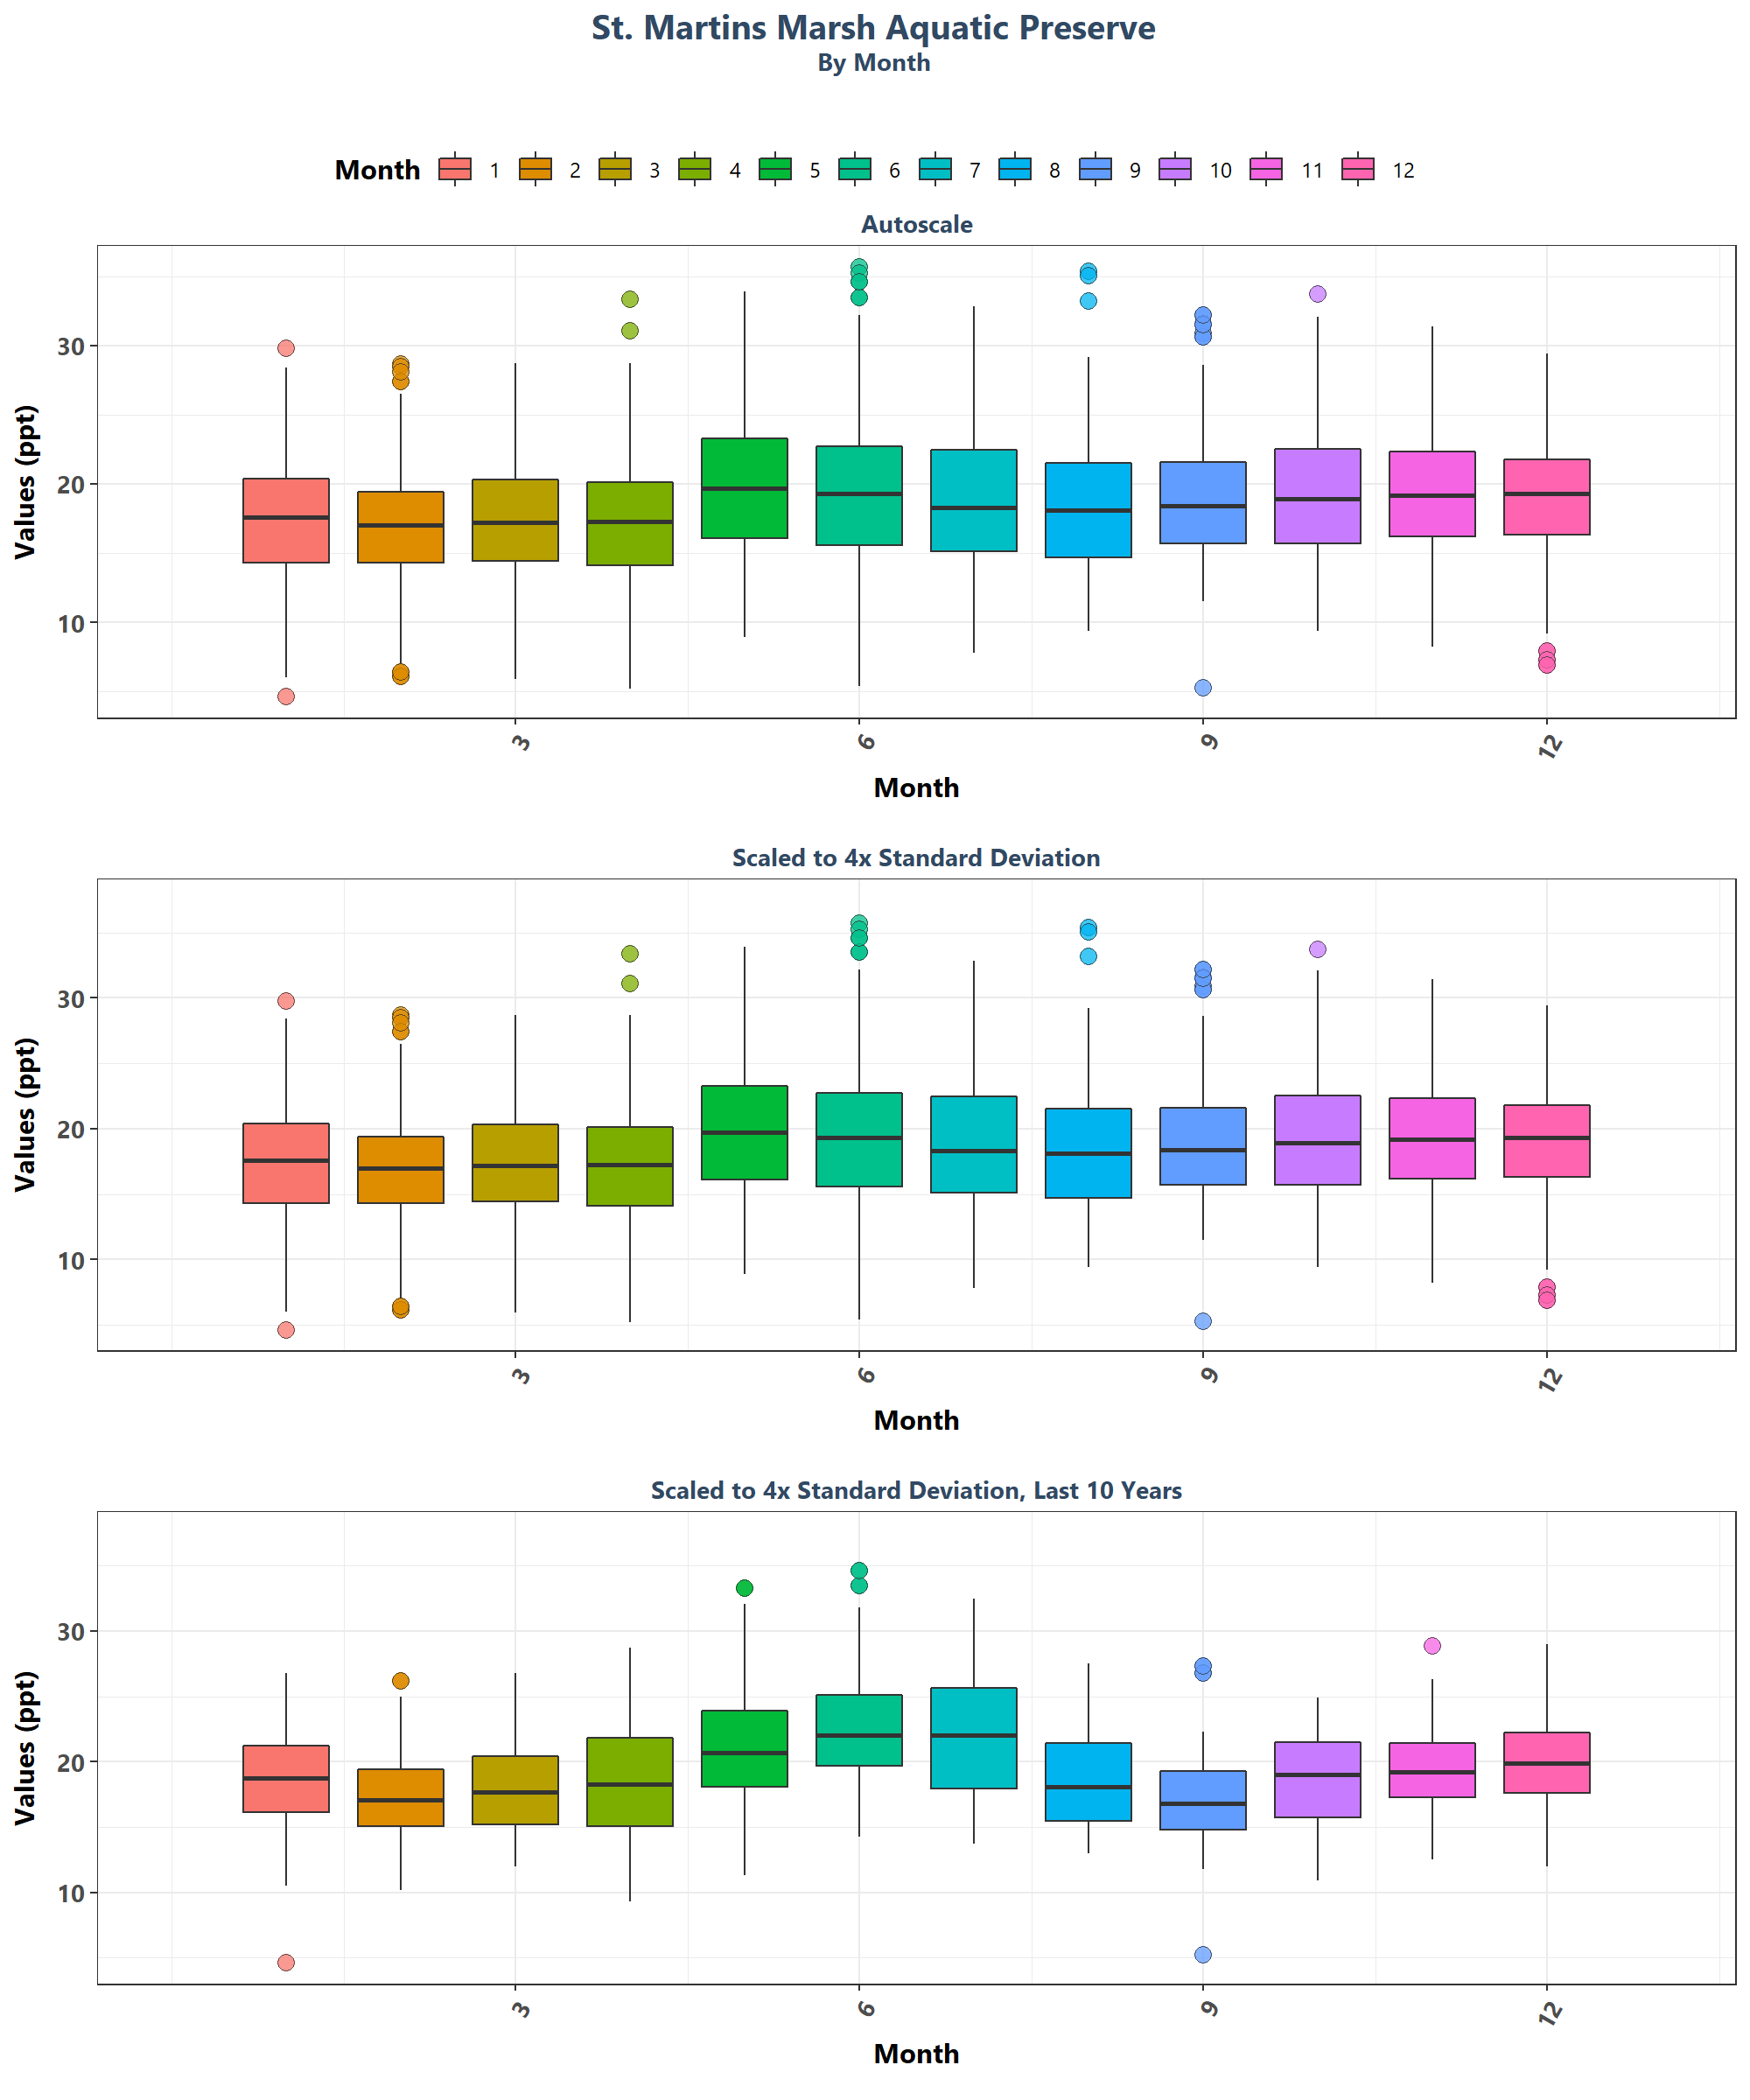 St. Martins Marsh Aquatic Preserve
By Month
Month 1 2 3 4 5 6 7 8 9 10 11 12
Autoscale
Values (ppt)
30
20
10
3 6 9 12
Month
Scaled to 4x Standard Deviation
Values (ppt)
30
20
10
3 6 9 12
Month
Scaled to 4x Standard Deviation, Last 10 Years
Values (ppt)
30
20
10
3 6 9 12
Month